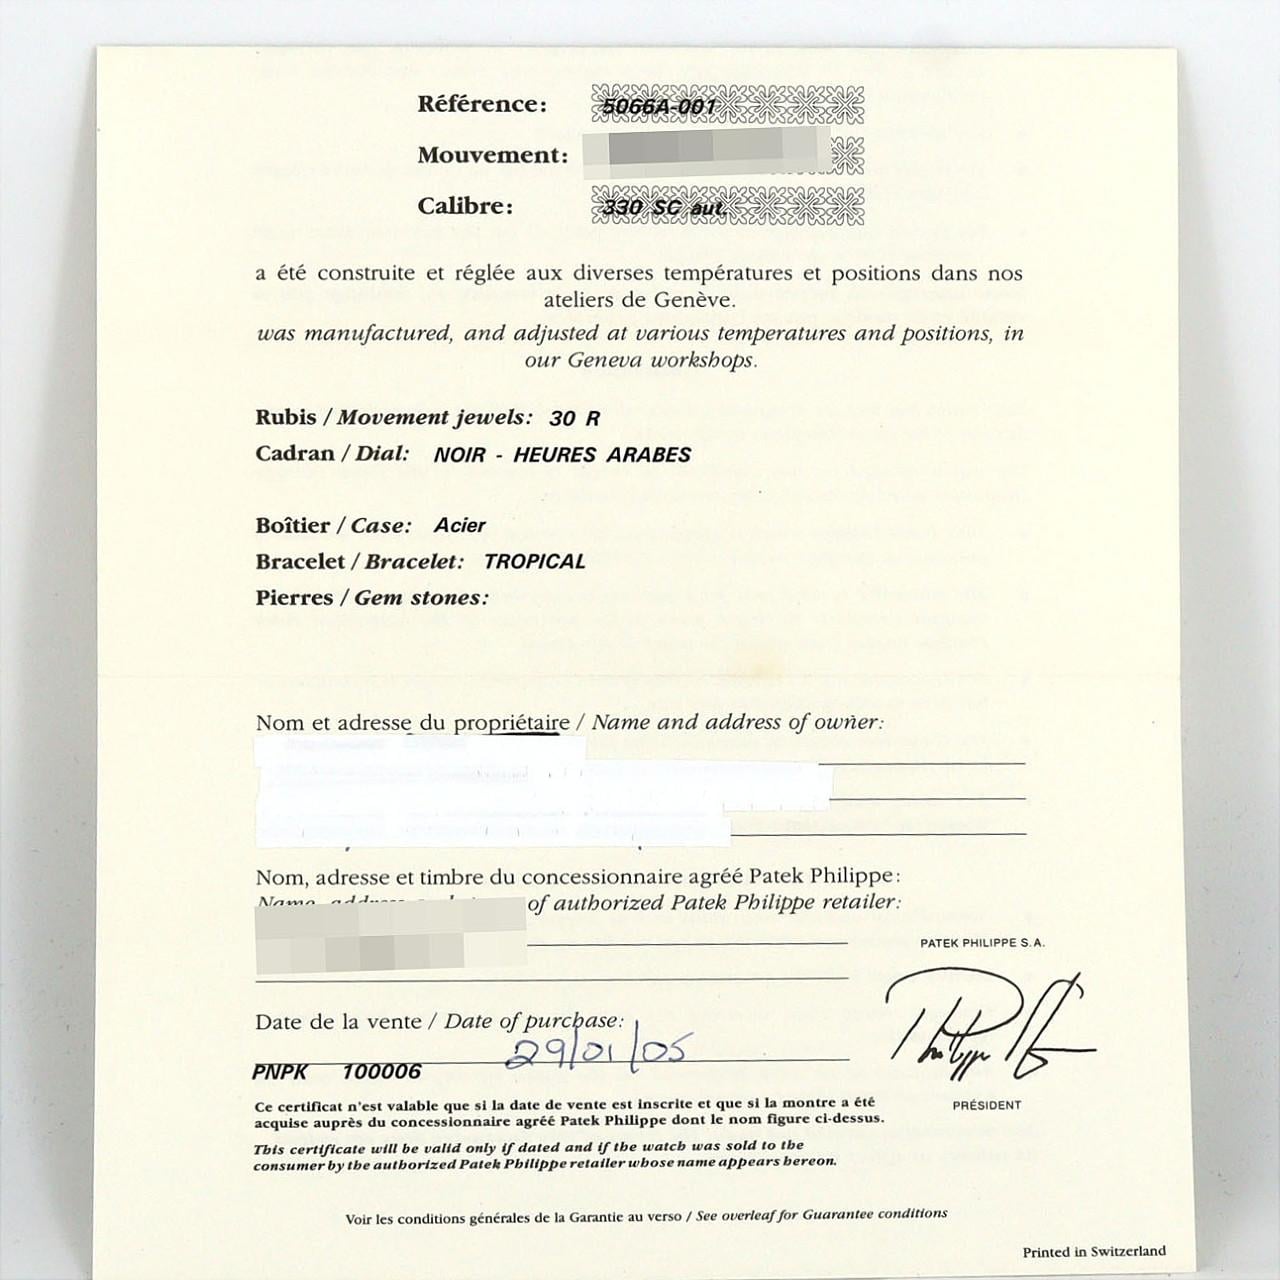 Référence: 5066A-001
Mouvement:
Calibre: 330 SC aut.
a été construite et réglée aux diverses températures et positions dans nos
ateliers de Genève.
was manufactured, and adjusted at various temperatures and positions, in
our Geneva workshops.
Rubis / Movement jewels: 30 R
Cadran / Dial: NOIR - HEURES ARABES
Boîtier / Case: Acier
Bracelet / Bracelet: TROPICAL
Pierres / Gem stones:
Nom et adresse du propriétaire / Name and address of owner:
Nom, adresse et timbre du concessionnaire agréé Patek Philippe:
Name, address of authorized Patek Philippe retailer:
PATEK PHILIPPE S.A.
Date de la vente / Date of purchase:
29/01/05
PNPK 100006
PRÉSIDENT
Ce certificat n'est valable que si la date de vente est inscrite et que si la montre a été
acquise auprès du concessionnaire agréé Patek Philippe dont le nom figure ci-dessus.
This certificate will be valid only if dated and if the watch was sold to the
consumer by the authorized Patek Philippe retailer whose name appears hereon.
Voir les conditions générales de la Garantie au verso / See overleaf for Guarantee conditions
Printed in Switzerland